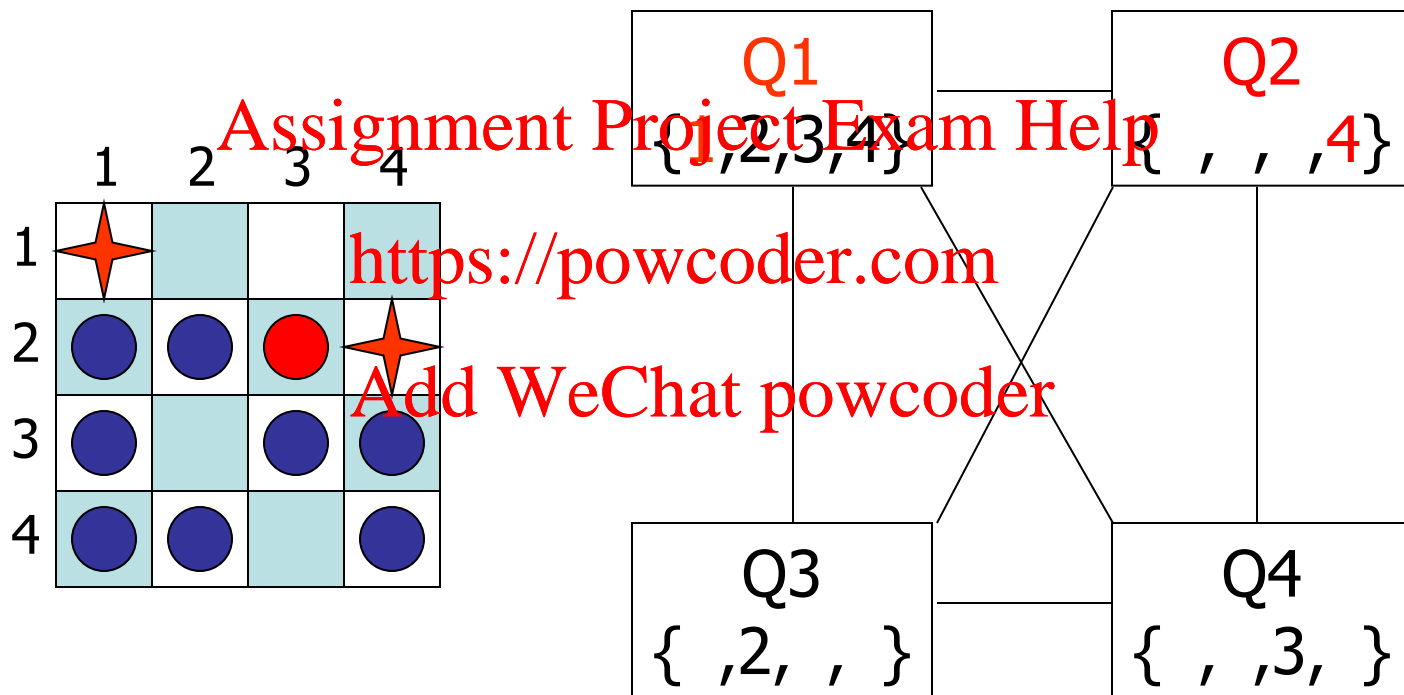 Q1 Q2
{1,2,3,4} { , , ,4}
Assignment Project Exam Help
1 2 3 4
1
https://powcoder.com
2
Add WeChat powcoder
3
4
Q3 Q4
{ ,2, , } { , ,3, }